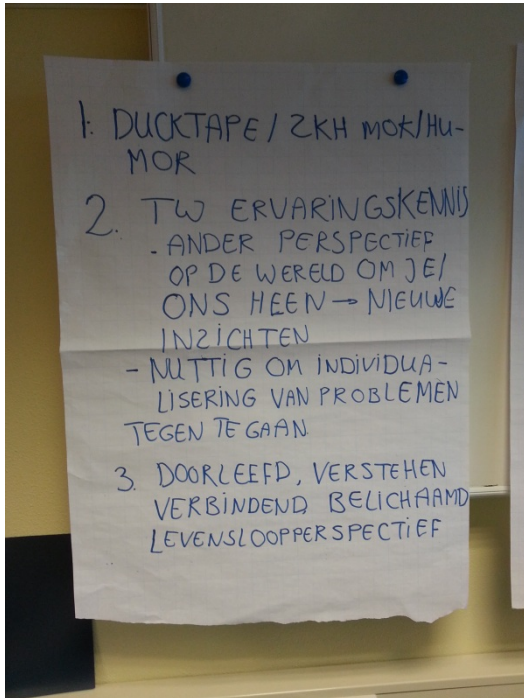 1. DUCKTAPE / ZKH MOK/HU-
MOR
2. TW ERVARINGSKENNIS
- ANDER PERSPECTIEF
OP DE WERELD OM JE/
ONS HEEN → NIEUWE
INZICHTEN
- NUTTIG OM INDIVIDUA-
LISERING VAN PROBLEMEN
TEGEN TE GAAN
3. DOORLEEFD, VERSTEHEN
VERBINDEND BELICHAAMD
LEVENSLOOPPERSPECTIEF